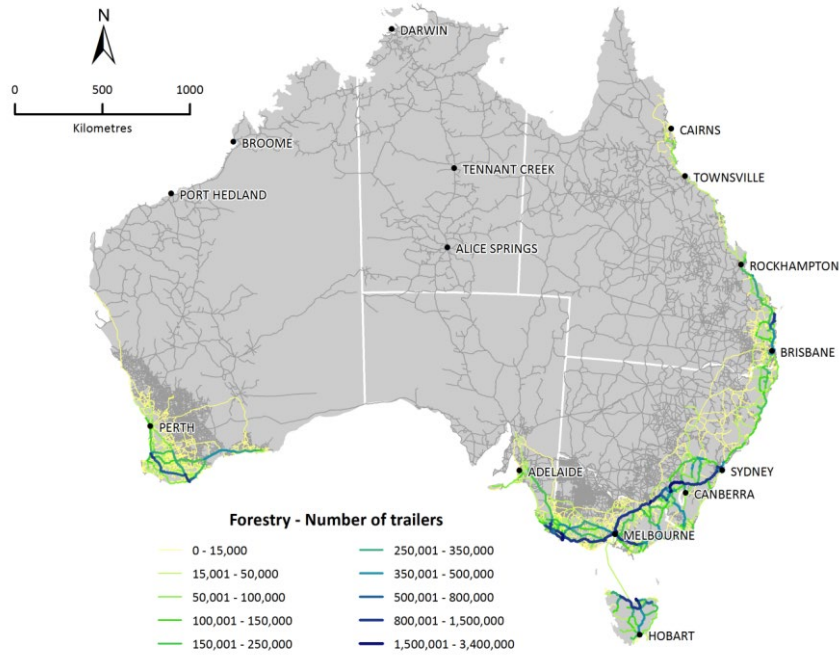 N
DARWIN
0 500 1000
Kilometres
CAIRNS
BROOME
TENNANT CREEK
TOWNSVILLE
PORT HEDLAND
ALICE SPRINGS
ROCKHAMPTON
BRISBANE
PERTH
ADELAIDE
SYDNEY
CANBERRA
MELBOURNE
HOBART
Forestry - Number of trailers
0 - 15,000
15,001 - 50,000
50,001 - 100,000
100,001 - 150,000
150,001 - 250,000
250,001 - 350,000
350,001 - 500,000
500,001 - 800,000
800,001 - 1,500,000
1,500,001 - 3,400,000